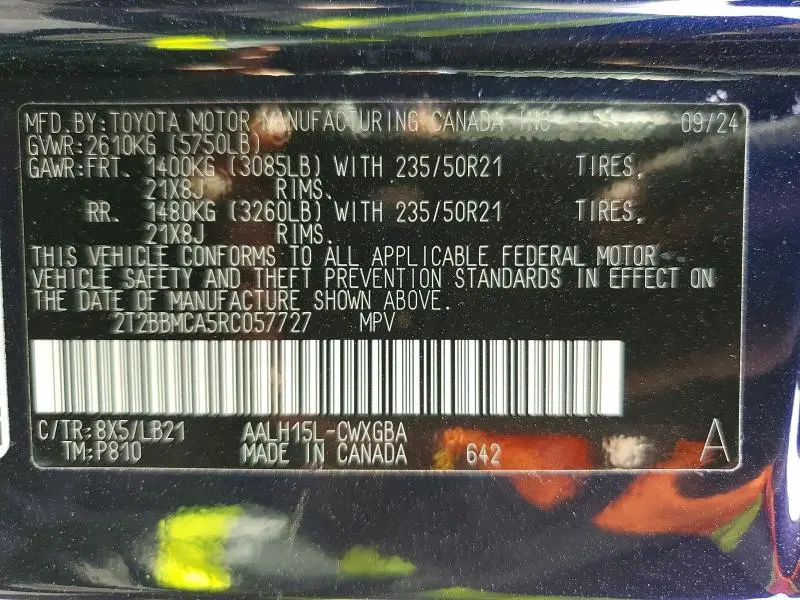 MFD.BY:TOYOTA MOTOR MANUFACTURING CANADA INC 09/24
GVWR:2610KG (5750LB)
GAWR:FRT. 1400KG (3085LB) WITH 235/50R21 TIRES,
21X8J RIMS.
RR. 1480KG (3260LB) WITH 235/50R21 TIRES,
21X8J RIMS.
THIS VEHICLE CONFORMS TO ALL APPLICABLE FEDERAL MOTOR
VEHICLE SAFETY AND THEFT PREVENTION STANDARDS IN EFFECT ON
THE DATE OF MANUFACTURE SHOWN ABOVE.
2T2BBMCA5RC057727 MPV
C/TR:8X5/LB21 AALH15L-CWXGBA A
TM:P810 MADE IN CANADA 642